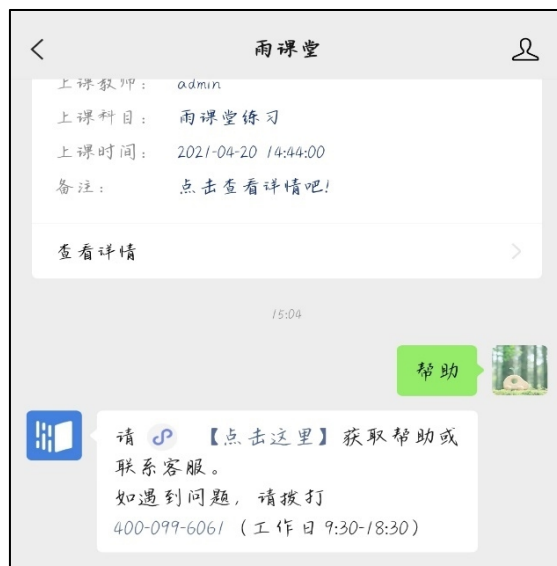 雨课堂
上课教师： admin
上课科目： 雨课堂练习
上课时间： 2021-04-20 14:44:00
备注： 点击查看详情吧!
查看详情
15:04
帮助
请 【点击这里】获取帮助或
联系客服。
如遇到问题，请拨打
400-099-6061（工作日9:30-18:30）